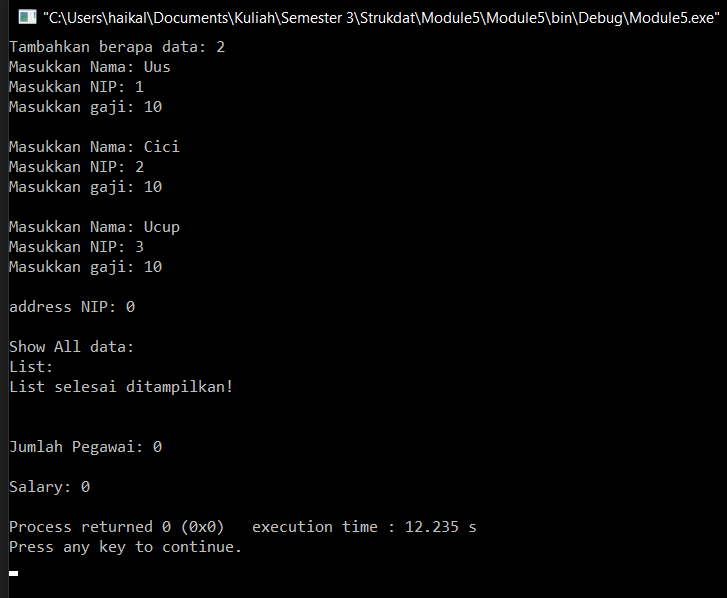 "C:\Users\haikal\Documents\Kuliah\Semester 3\Strukdat\Module5\Module5\bin\Debug\Module5.exe"
Tambahkan berapa data: 2
Masukkan Nama: Uus
Masukkan NIP: 1
Masukkan gaji: 10
Masukkan Nama: Cici
Masukkan NIP: 2
Masukkan gaji: 10
Masukkan Nama: Ucup
Masukkan NIP: 3
Masukkan gaji: 10
address NIP: 0
Show All data:
List:
List selesai ditampilkan!
Jumlah Pegawai: 0
Salary: 0
Process returned 0 (0x0)   execution time : 12.235 s
Press any key to continue.